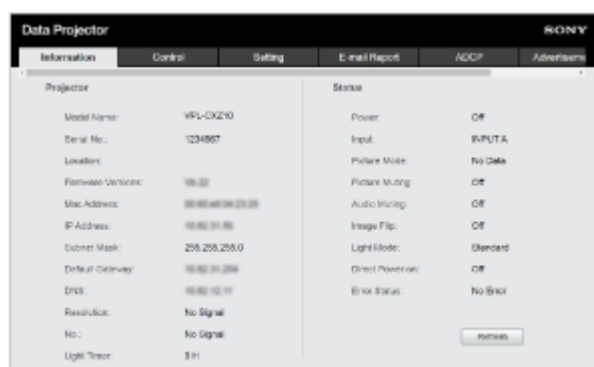 Data Projector
SONY
Information Control Setting E-mail Report ADCP Advertiseme
Projector
Model Name: VPL-CXZ10
Serial No.: 1234567
Location:
Firmware Versions:
Mac Address:
IP Address:
Subnet Mask: 255.255.255.0
Default Gateway:
DNS:
Resolution: No Signal
No.: No Signal
Light Timer: 3 H
Status
Power: Off
Input: INPUT A
Picture Mode: No Data
Picture Muting: Off
Audio Muting: Off
Image Flip: Off
Light Mode: Standard
Direct Power on: Off
Error Status: No Error
Refresh